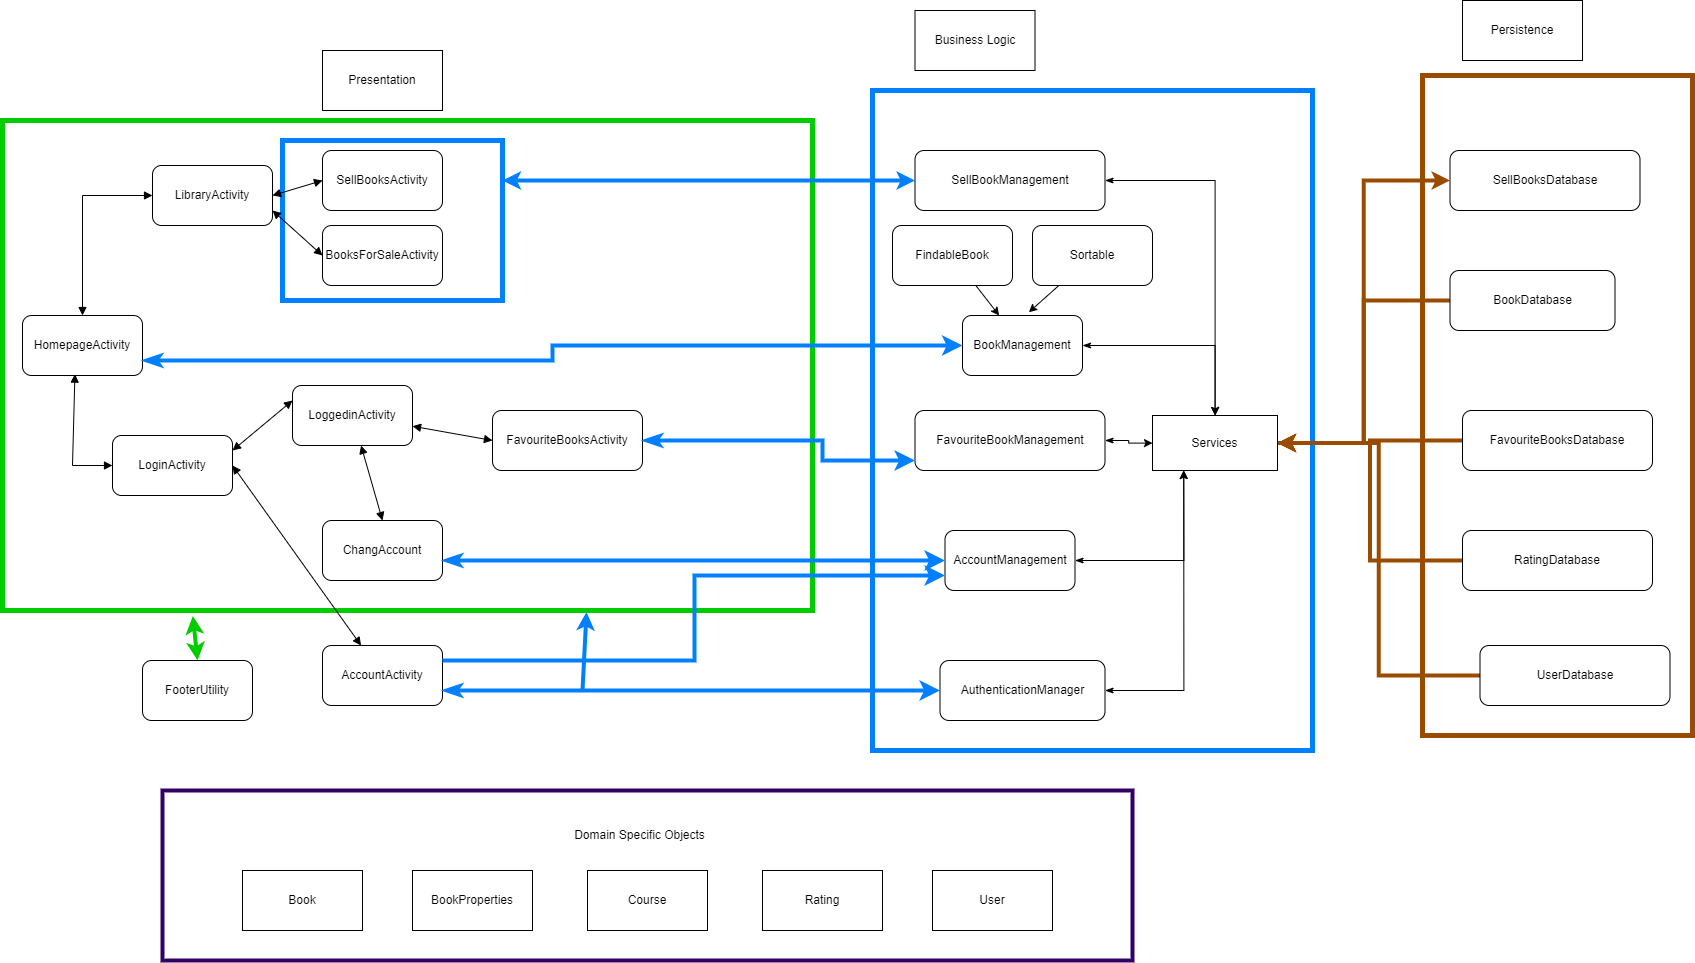 Presentation
Business Logic
Persistence
LibraryActivity
SellBooksActivity
BooksForSaleActivity
HomepageActivity
LoggedinActivity
FavouriteBooksActivity
LoginActivity
ChangAccount
AccountActivity
FooterUtility
SellBookManagement
FindableBook
Sortable
BookManagement
FavouriteBookManagement
Services
AccountManagement
AuthenticationManager
SellBooksDatabase
BookDatabase
FavouriteBooksDatabase
RatingDatabase
UserDatabase
Domain Specific Objects
Book
BookProperties
Course
Rating
User